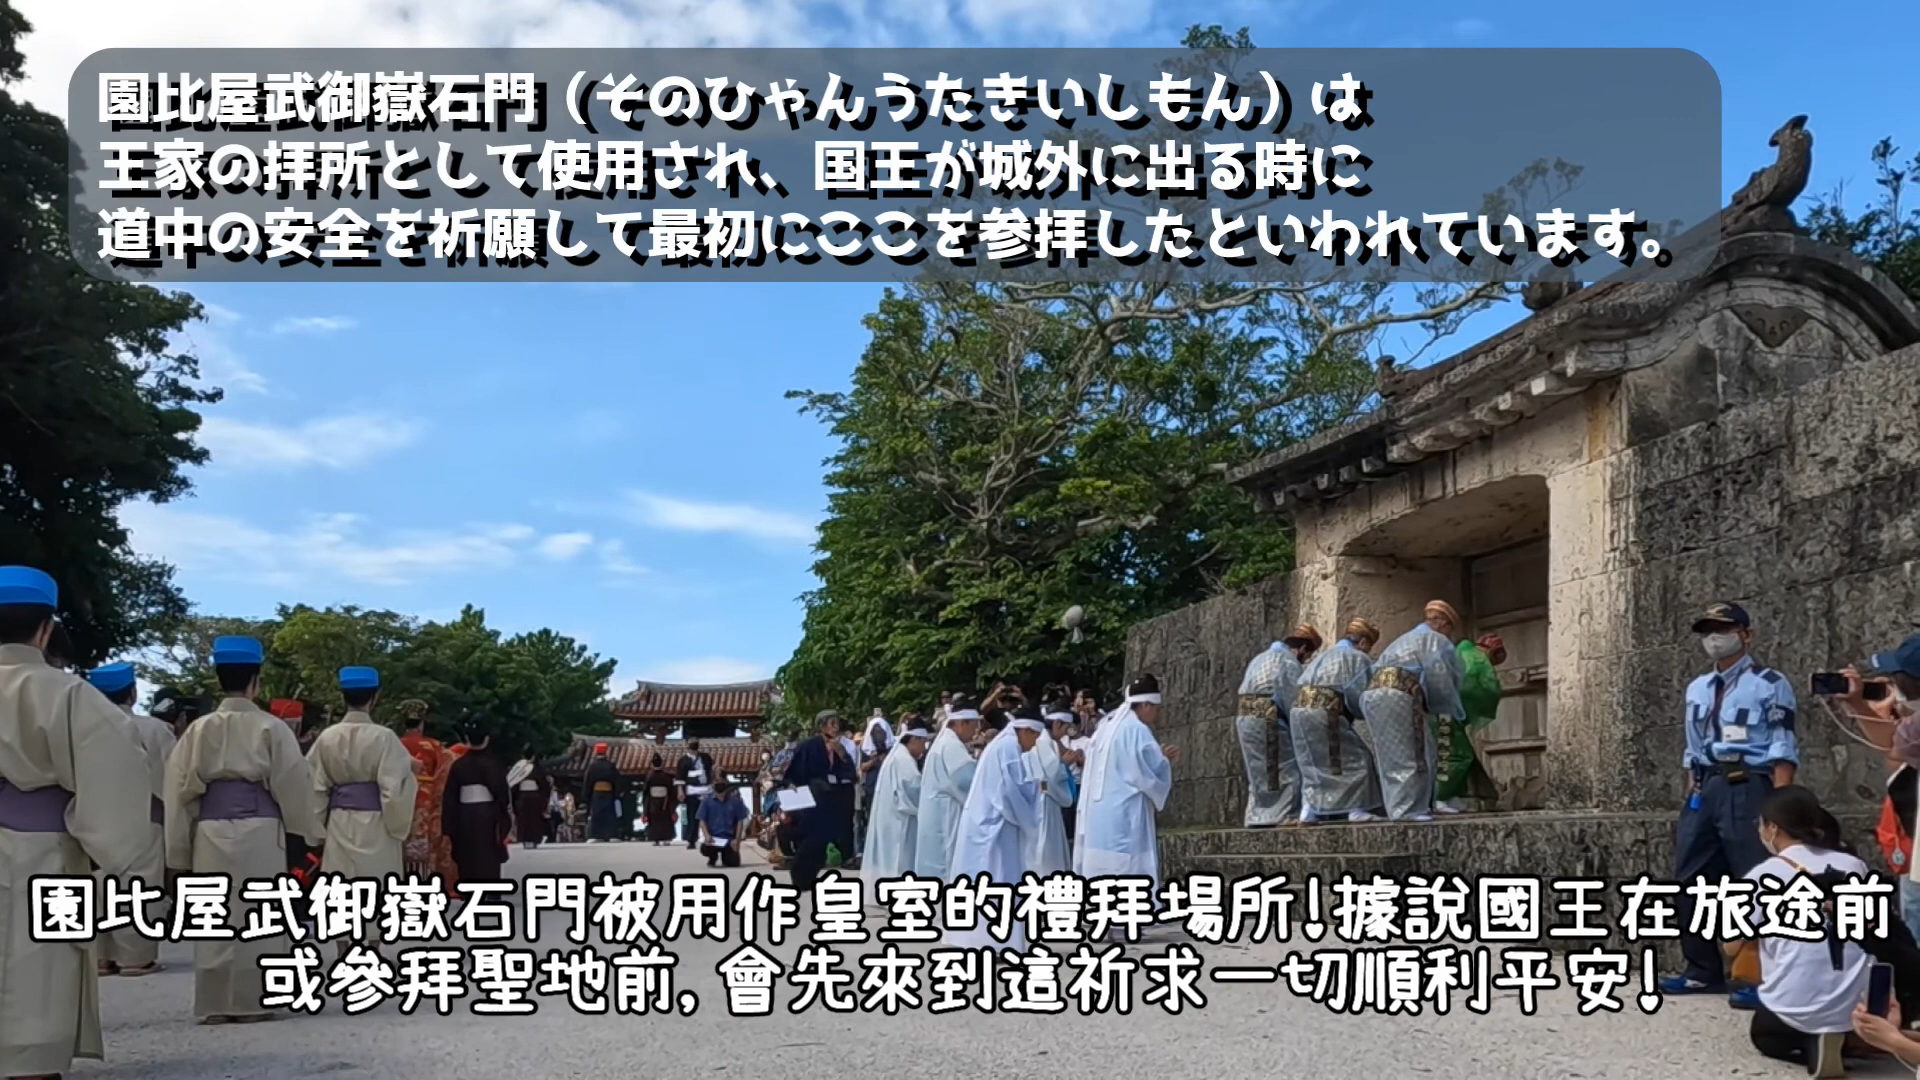 園比屋武御嶽石門（そのひゃんうたきいしもん）は
王家の拝所として使用され、国王が城外に出る時に
道中の安全を祈願して最初にここを参拝したといわれています。
園比屋武御嶽石門被用作皇室的禮拜場所!據說國王在旅途前
或參拜聖地前,會先來到這祈求一切順利平安!